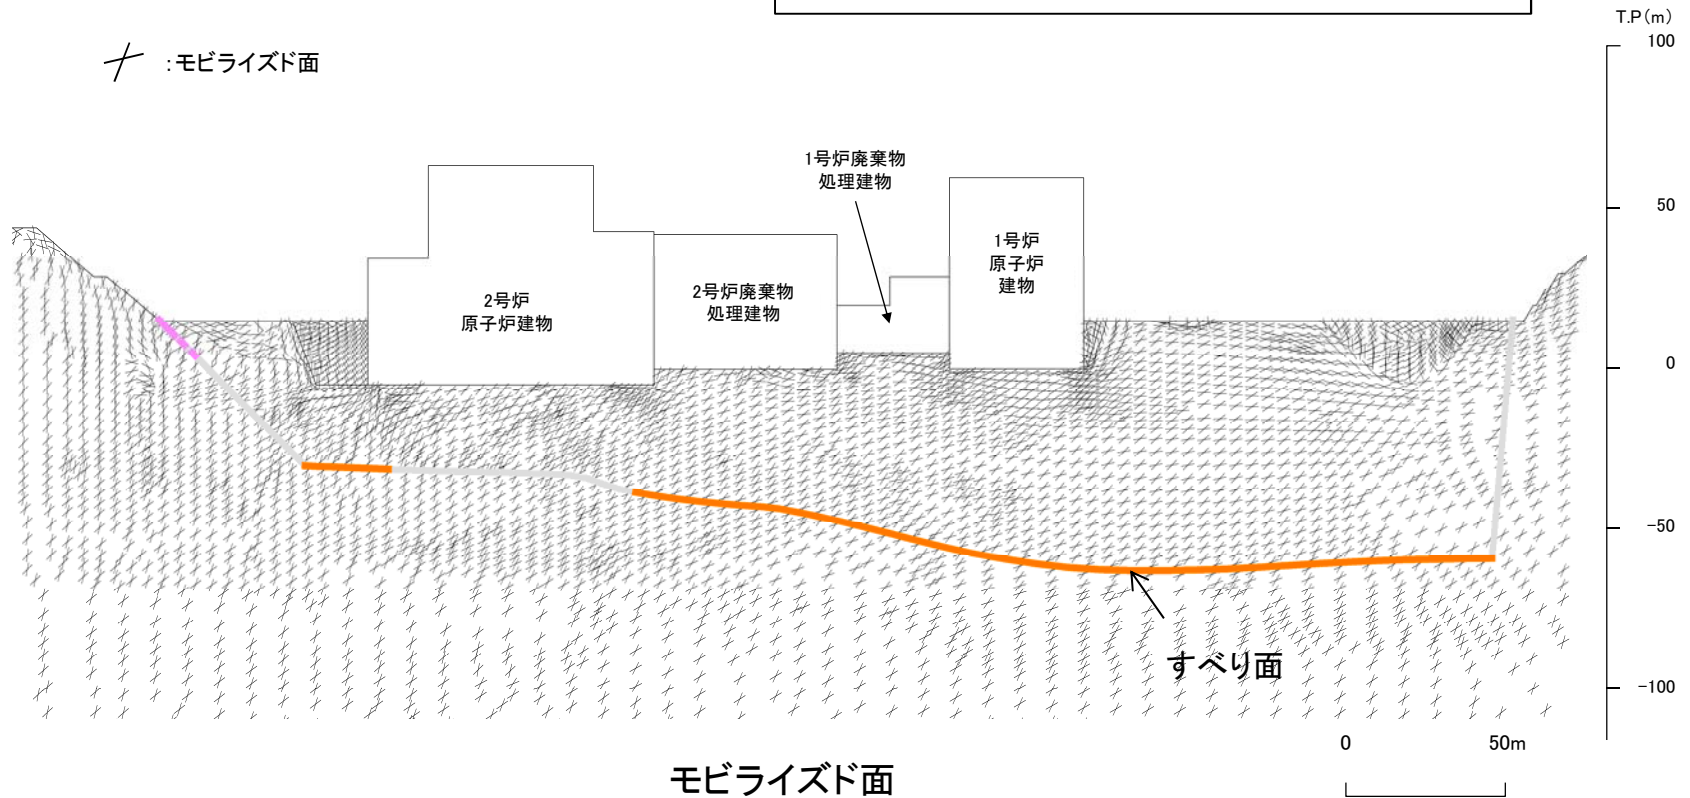 T.P(m)
100
:モビライズド面
1号炉廃棄物
処理建物
50
1号炉
原子炉
建物
2号炉
原子炉建物
2号炉廃棄物
処理建物
0
-50
すべり面
-100
0
50m
モビライズド面